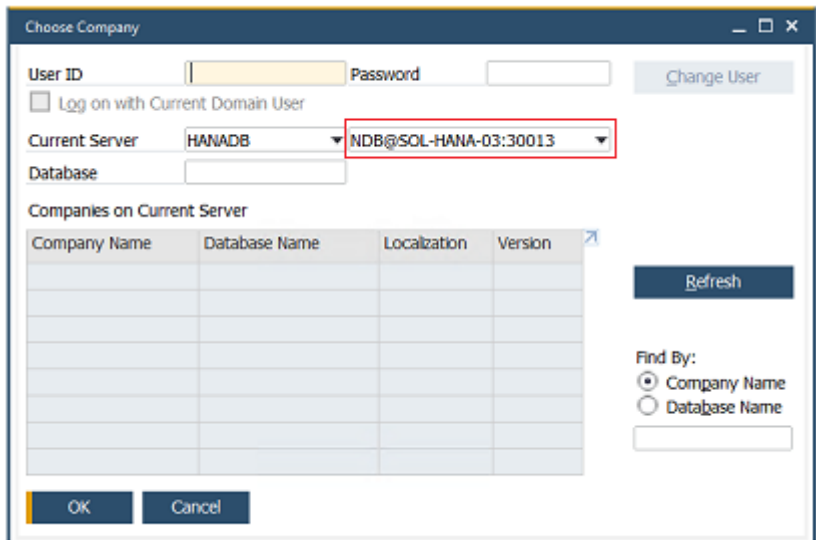 Choose Company
User ID Password Change User
Log on with Current Domain User
Current Server HANADB NDB@SOL-HANA-03:30013
Database
Companies on Current Server
Company Name Database Name Localization Version
Refresh
Find By:
Company Name
Database Name
OK Cancel